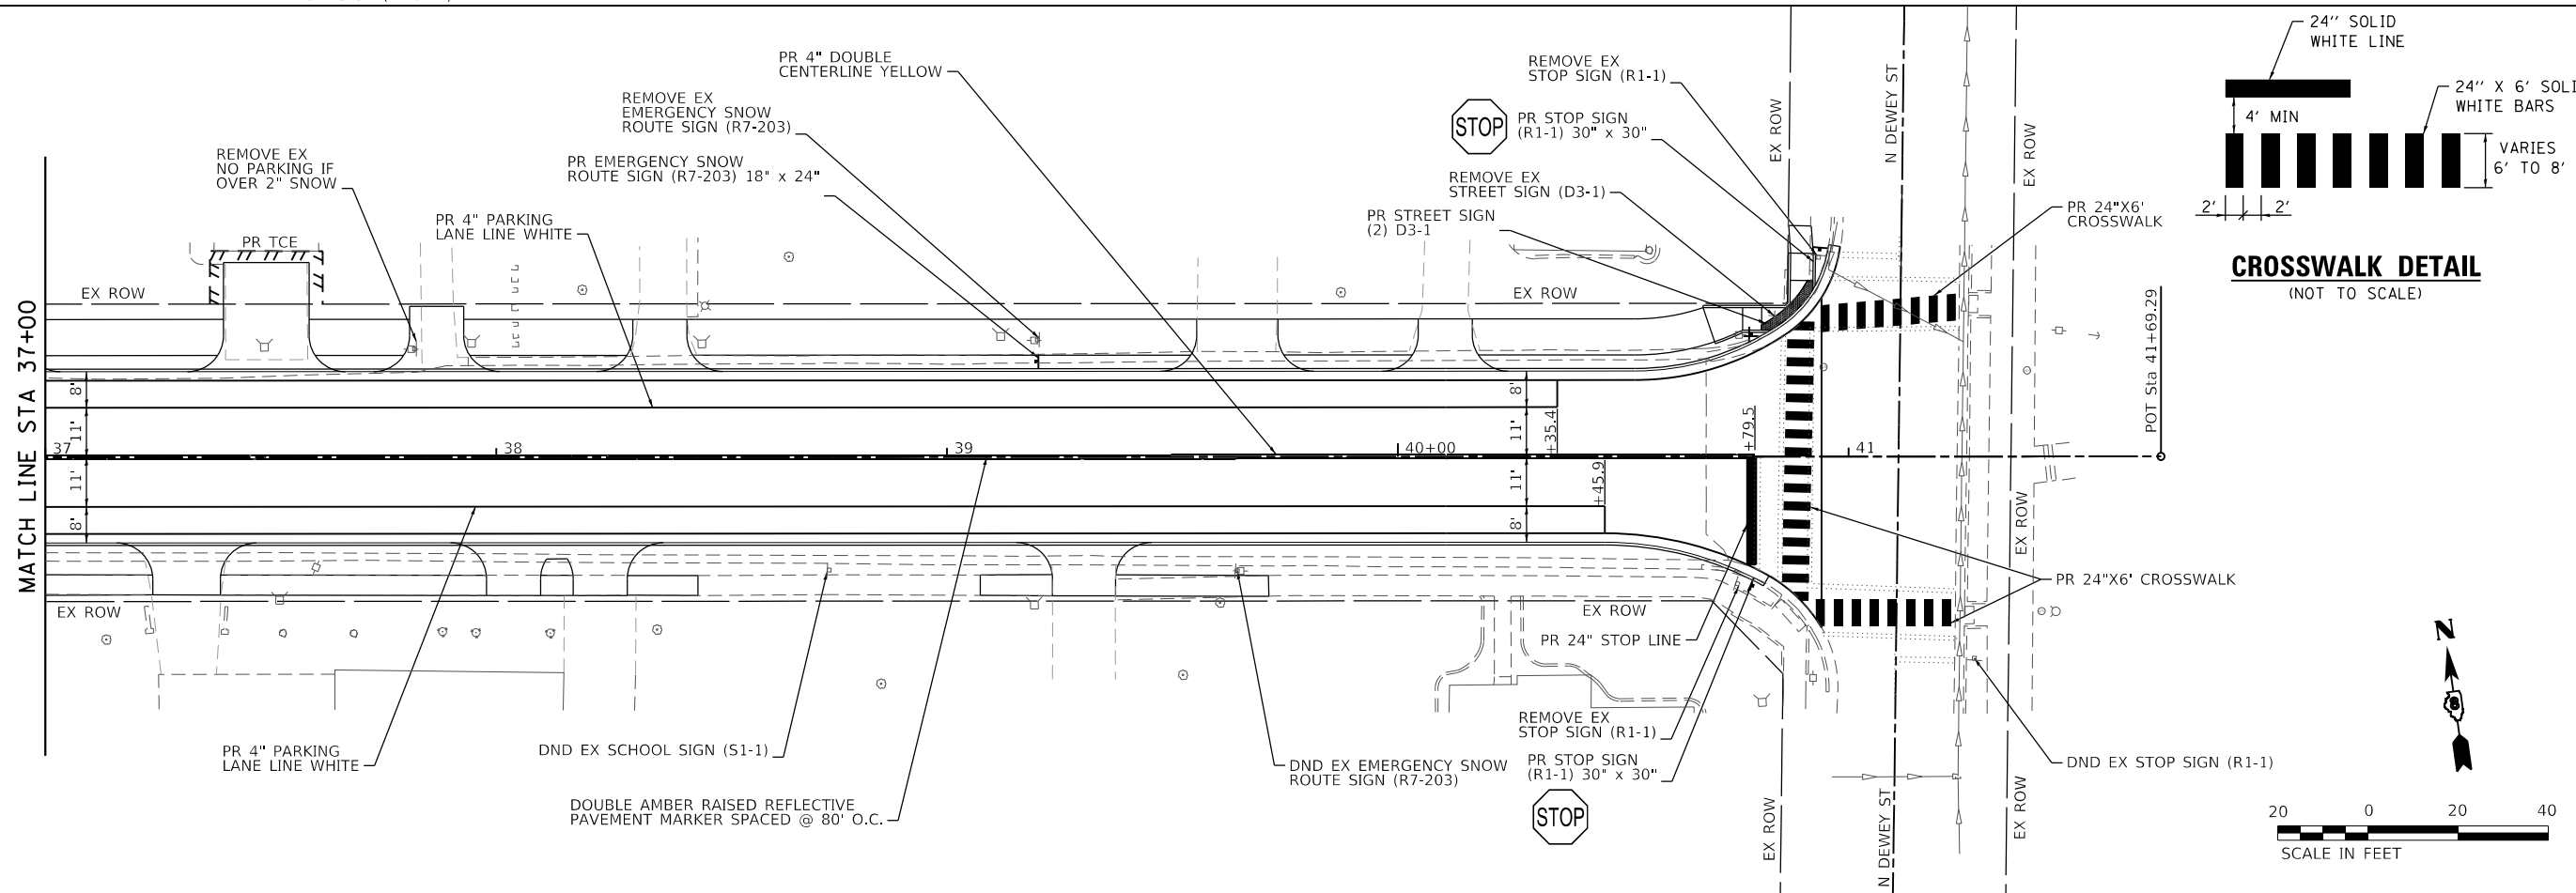 PR 4" DOUBLE
CENTERLINE YELLOW
REMOVE EX
EMERGENCY SNOW
ROUTE SIGN (R7-203)
PR EMERGENCY SNOW
ROUTE SIGN (R7-203) 18" x 24"
REMOVE EX
NO PARKING IF
OVER 2" SNOW
PR 4" PARKING
LANE LINE WHITE
PR TCE
EX ROW
REMOVE EX
STOP SIGN (R1-1)
STOP
PR STOP SIGN
(R1-1) 30" x 30"
REMOVE EX
STREET SIGN (D3-1)
PR STREET SIGN
(2) D3-1
EX ROW
EX ROW
N DEWEY ST
EX ROW
24'' SOLID
WHITE LINE
24'' X 6' SOLI
WHITE BARS
4' MIN
VARIES
6' TO 8'
2'
2'
CROSSWALK DETAIL
(NOT TO SCALE)
PR 24"X6'
CROSSWALK
POT Sta 41+69.29
MATCH LINE STA 37+00
8'
11'
11'
8'
37
38
39
40+00
41
8'
11'
11'
8'
+35.4
+45.9
+79.5
EX ROW
EX ROW
EX ROW
PR 24"X6' CROSSWALK
PR 24" STOP LINE
REMOVE EX
STOP SIGN (R1-1)
PR STOP SIGN
(R1-1) 30" x 30"
STOP
DND EX EMERGENCY SNOW
ROUTE SIGN (R7-203)
DND EX SCHOOL SIGN (S1-1)
PR 4" PARKING
LANE LINE WHITE
DOUBLE AMBER RAISED REFLECTIVE
PAVEMENT MARKER SPACED @ 80' O.C.
DND EX STOP SIGN (R1-1)
EX ROW
N DEWEY ST
EX ROW
N
8
20
0
20
40
SCALE IN FEET